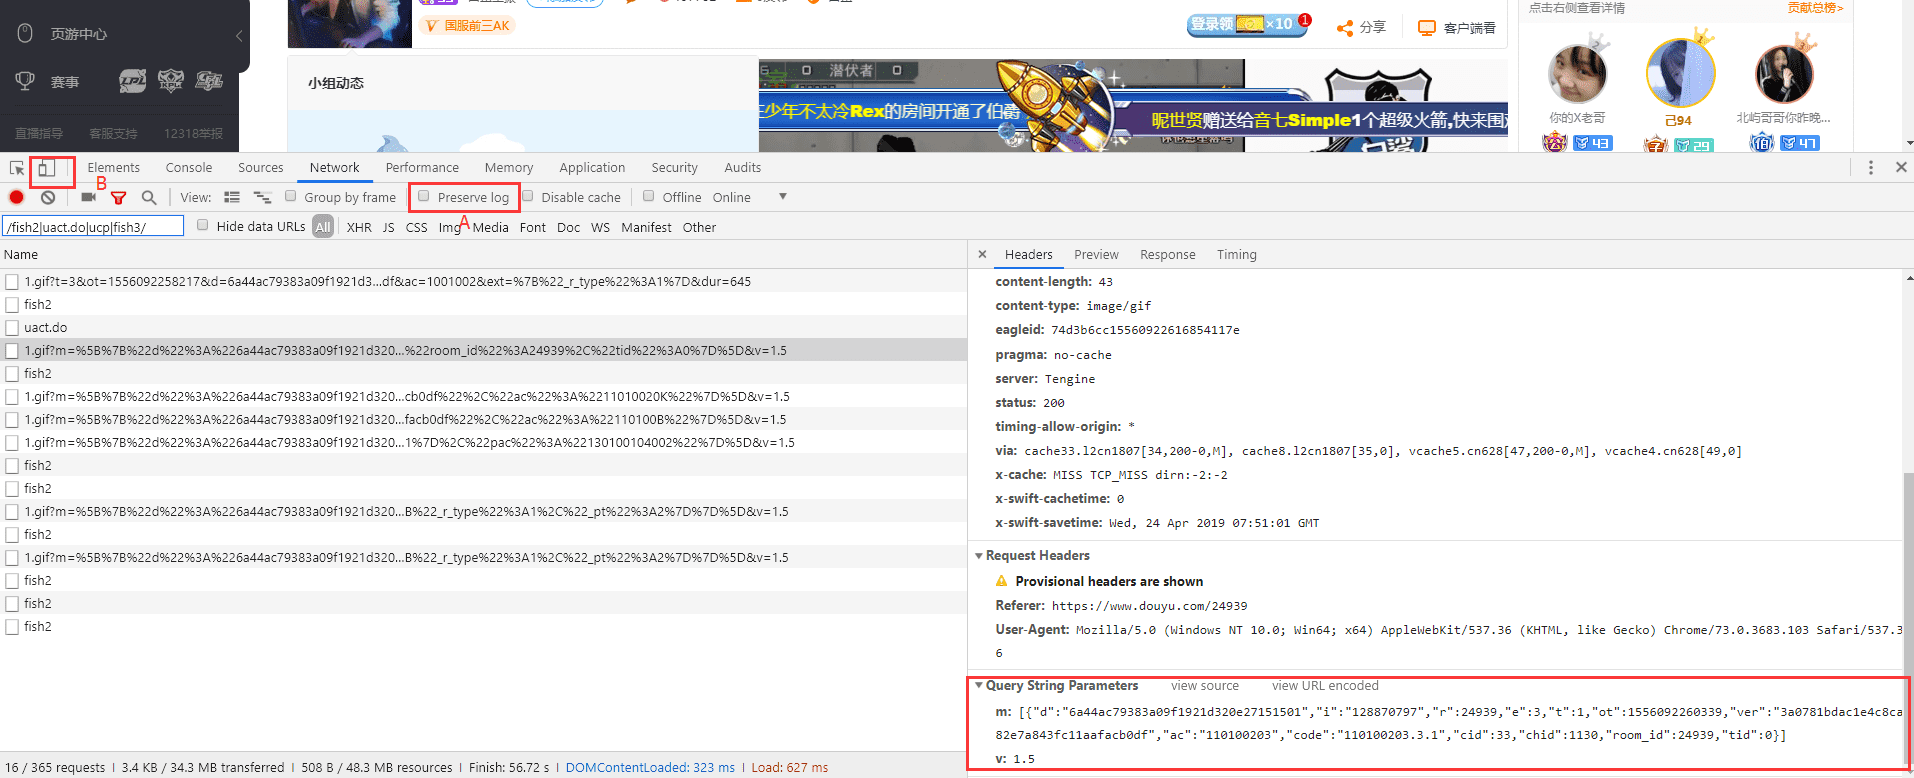 页游中心
赛事
直播指导 客服支持 12318举报
国服前三AK
登录领 ×10 1
分享
客户端看
点击右侧查看详情 贡献总榜>
小组动态
潜伏者 0
少年不太冷Rex的房间开通了伯爵
昵世贤赠送给音七Simple1个超级火箭,快来围
你的X老哥 己94 北屿哥哥你昨晚...
43 29 47
Elements Console Sources Network Performance Memory Application Security Audits
B
View: Group by frame Preserve log Disable cache Offline Online
A
/fish2|uact.do|ucp|fish3/ Hide data URLs All XHR JS CSS Img Media Font Doc WS Manifest Other
Name
1.gif?t=3&ot=1556092258217&d=6a44ac79383a09f1921d3...df&ac=1001002&ext=%7B%22_r_type%22%3A1%7D&dur=645
fish2
uact.do
1.gif?m=%5B%7B%22d%22%3A%226a44ac79383a09f1921d320...%22room_id%22%3A24939%2C%22tid%22%3A0%7D%5D&v=1.5
fish2
1.gif?m=%5B%7B%22d%22%3A%226a44ac79383a09f1921d320...cb0df%22%2C%22ac%22%3A%2211010020K%22%7D%5D&v=1.5
1.gif?m=%5B%7B%22d%22%3A%226a44ac79383a09f1921d320...facb0df%22%2C%22ac%22%3A%22110100B%22%7D%5D&v=1.5
1.gif?m=%5B%7B%22d%22%3A%226a44ac79383a09f1921d320...1%7D%2C%22pac%22%3A%22130100104002%22%7D%5D&v=1.5
fish2
fish2
1.gif?m=%5B%7B%22d%22%3A%226a44ac79383a09f1921d320...B%22_r_type%22%3A1%2C%22_pt%22%3A2%7D%7D%5D&v=1.5
fish2
1.gif?m=%5B%7B%22d%22%3A%226a44ac79383a09f1921d320...B%22_r_type%22%3A1%2C%22_pt%22%3A2%7D%7D%5D&v=1.5
fish2
fish2
fish2
16 / 365 requests | 3.4 KB / 34.3 MB transferred | 508 B / 48.3 MB resources | Finish: 56.72 s | DOMContentLoaded: 323 ms | Load: 627 ms
× Headers Preview Response Timing
content-length: 43
content-type: image/gif
eagleid: 74d3b6cc15560922616854117e
pragma: no-cache
server: Tengine
status: 200
timing-allow-origin: *
via: cache33.l2cn1807[34,200-0,M], cache8.l2cn1807[35,0], vcache5.cn628[47,200-0,M], vcache4.cn628[49,0]
x-cache: MISS TCP_MISS dirn:-2:-2
x-swift-cachetime: 0
x-swift-savetime: Wed, 24 Apr 2019 07:51:01 GMT
Request Headers
Provisional headers are shown
Referer: https://www.douyu.com/24939
User-Agent: Mozilla/5.0 (Windows NT 10.0; Win64; x64) AppleWebKit/537.36 (KHTML, like Gecko) Chrome/73.0.3683.103 Safari/537.3
6
Query String Parameters view source view URL encoded
m: [{"d":"6a44ac79383a09f1921d320e27151501","i":"128870797","r":24939,"e":3,"t":1,"ot":1556092260339,"ver":"3a0781bdac1e4c8ca
82e7a843fc11aafacb0df","ac":"110100203","code":"110100203.3.1","cid":33,"chid":1130,"room_id":24939,"tid":0}]
v: 1.5